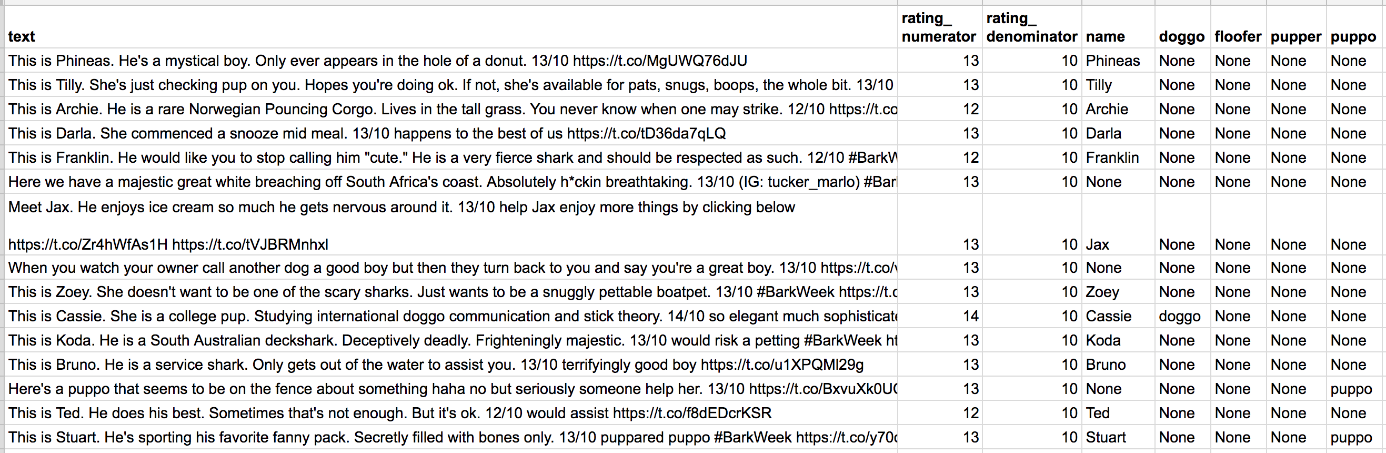 text rating_ numerator rating_ denominator name doggo floofer pupper puppo
This is Phineas. He's a mystical boy. Only ever appears in the hole of a donut. 13/10 https://t.co/MgUWQ76dJU 13 10 Phineas None None None None
This is Tilly. She's just checking pup on you. Hopes you're doing ok. If not, she's available for pats, snugs, boops, the whole bit. 13/10 13 10 Tilly None None None None
This is Archie. He is a rare Norwegian Pouncing Corgo. Lives in the tall grass. You never know when one may strike. 12/10 https://t.co 12 10 Archie None None None None
This is Darla. She commenced a snooze mid meal. 13/10 happens to the best of us https://t.co/tD36da7qLQ 13 10 Darla None None None None
This is Franklin. He would like you to stop calling him "cute." He is a very fierce shark and should be respected as such. 12/10 #BarkW 12 10 Franklin None None None None
Here we have a majestic great white breaching off South Africa's coast. Absolutely h*ckin breathtaking. 13/10 (IG: tucker_marlo) #Bar 13 10 None None None None None
Meet Jax. He enjoys ice cream so much he gets nervous around it. 13/10 help Jax enjoy more things by clicking below
https://t.co/Zr4hWfAs1H https://t.co/tVJBRMnhxl 13 10 Jax None None None None
When you watch your owner call another dog a good boy but then they turn back to you and say you're a great boy. 13/10 https://t.co/v 13 10 None None None None None
This is Zoey. She doesn't want to be one of the scary sharks. Just wants to be a snuggly pettable boatpet. 13/10 #BarkWeek https://t.c 13 10 Zoey None None None None
This is Cassie. She is a college pup. Studying international doggo communication and stick theory. 14/10 so elegant much sophisticate 14 10 Cassie doggo None None None
This is Koda. He is a South Australian deckshark. Deceptively deadly. Frighteningly majestic. 13/10 would risk a petting #BarkWeek ht 13 10 Koda None None None None
This is Bruno. He is a service shark. Only gets out of the water to assist you. 13/10 terrifyingly good boy https://t.co/u1XPQMl29g 13 10 Bruno None None None None
Here's a puppo that seems to be on the fence about something haha no but seriously someone help her. 13/10 https://t.co/BxvuXk0UC 13 10 None None None None puppo
This is Ted. He does his best. Sometimes that's not enough. But it's ok. 12/10 would assist https://t.co/f8dEDcrKSR 12 10 Ted None None None None
This is Stuart. He's sporting his favorite fanny pack. Secretly filled with bones only. 13/10 puppared puppo #BarkWeek https://t.co/y70c 13 10 Stuart None None None puppo